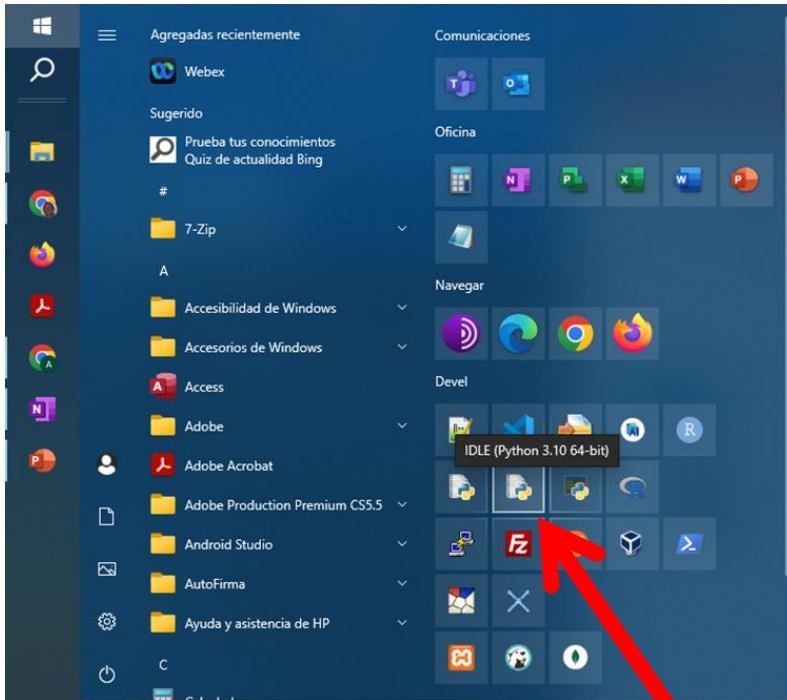 Agregadas recientemente
Webex
Sugerido
Prueba tus conocimientos
Quiz de actualidad Bing
#
7-Zip
A
Accesibilidad de Windows
Accesorios de Windows
Access
Adobe
Adobe Acrobat
Adobe Production Premium CS5.5
Android Studio
AutoFirma
Ayuda y asistencia de HP
C
Comunicaciones
Oficina
Navegar
Devel
IDLE (Python 3.10 64-bit)